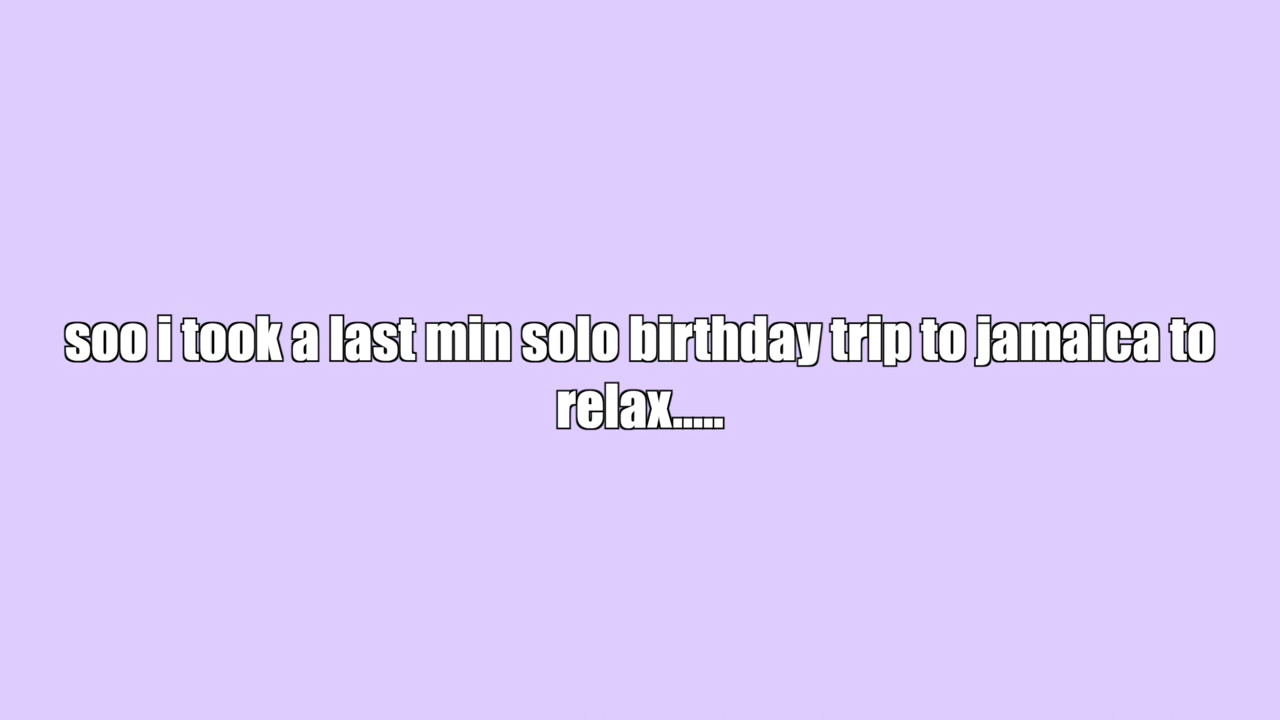 soo i took a last min solo birthday trip to jamaica to
relax.....